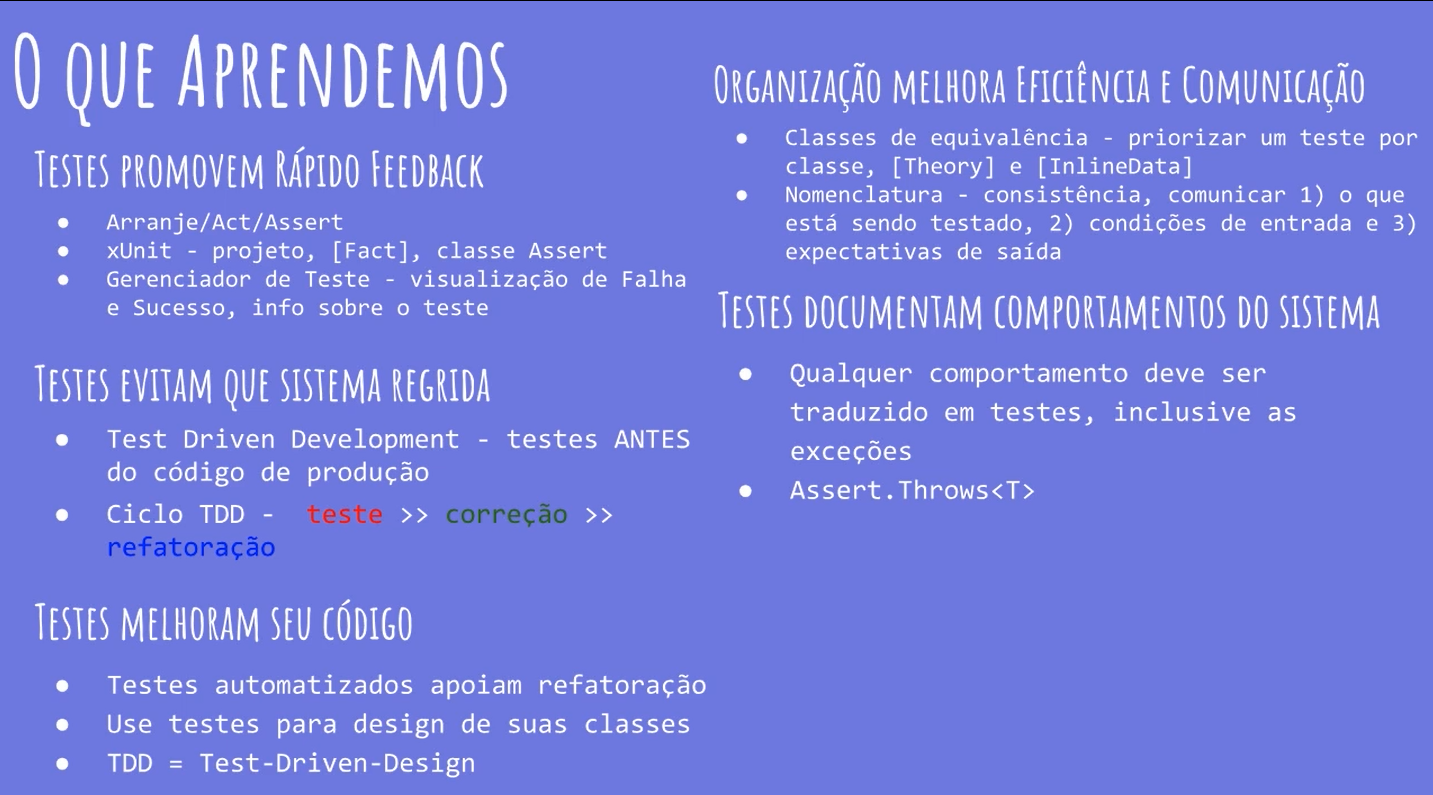 O que Aprendemos
Testes promovem Rápido Feedback
● Arranje/Act/Assert
● xUnit - projeto, [Fact], classe Assert
● Gerenciador de Teste - visualização de Falha
e Sucesso, info sobre o teste
Testes evitam que sistema regrida
● Test Driven Development - testes ANTES
do código de produção
● Ciclo TDD - teste >> correção >>
refatoração
Testes melhoram seu código
● Testes automatizados apoiam refatoração
● Use testes para design de suas classes
● TDD = Test-Driven-Design
Organização melhora Eficiência e Comunicação
● Classes de equivalência - priorizar um teste por
classe, [Theory] e [InlineData]
● Nomenclatura - consistência, comunicar 1) o que
está sendo testado, 2) condições de entrada e 3)
expectativas de saída
Testes documentam comportamentos do sistema
● Qualquer comportamento deve ser
traduzido em testes, inclusive as
exceções
● Assert.Throws<T>